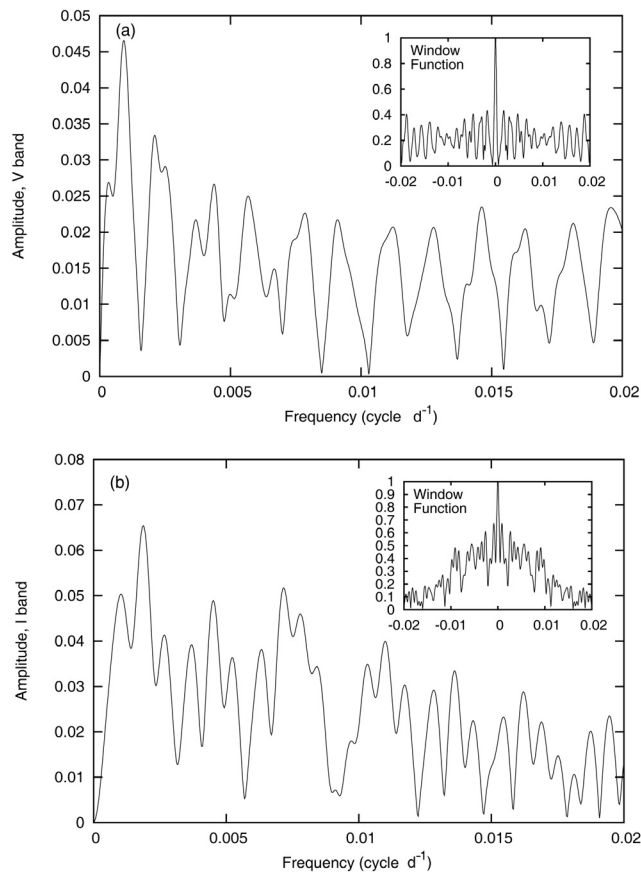 (a)
0.05
0.045
0.04
0.035
0.03
0.025
0.02
0.015
0.01
0.005
0
Amplitude, V band
0 0.005 0.01 0.015 0.02
Frequency (cycle d-1)
Window
Function
1
0.8
0.6
0.4
0.2
0
-0.02 -0.01 0 0.01 0.02
(b)
0.08
0.07
0.06
0.05
0.04
0.03
0.02
0.01
0
Amplitude, I band
0 0.005 0.01 0.015 0.02
Frequency (cycle d-1)
Window
Function
1
0.9
0.8
0.7
0.6
0.5
0.4
0.3
0.2
0.1
0
-0.02 -0.01 0 0.01 0.02